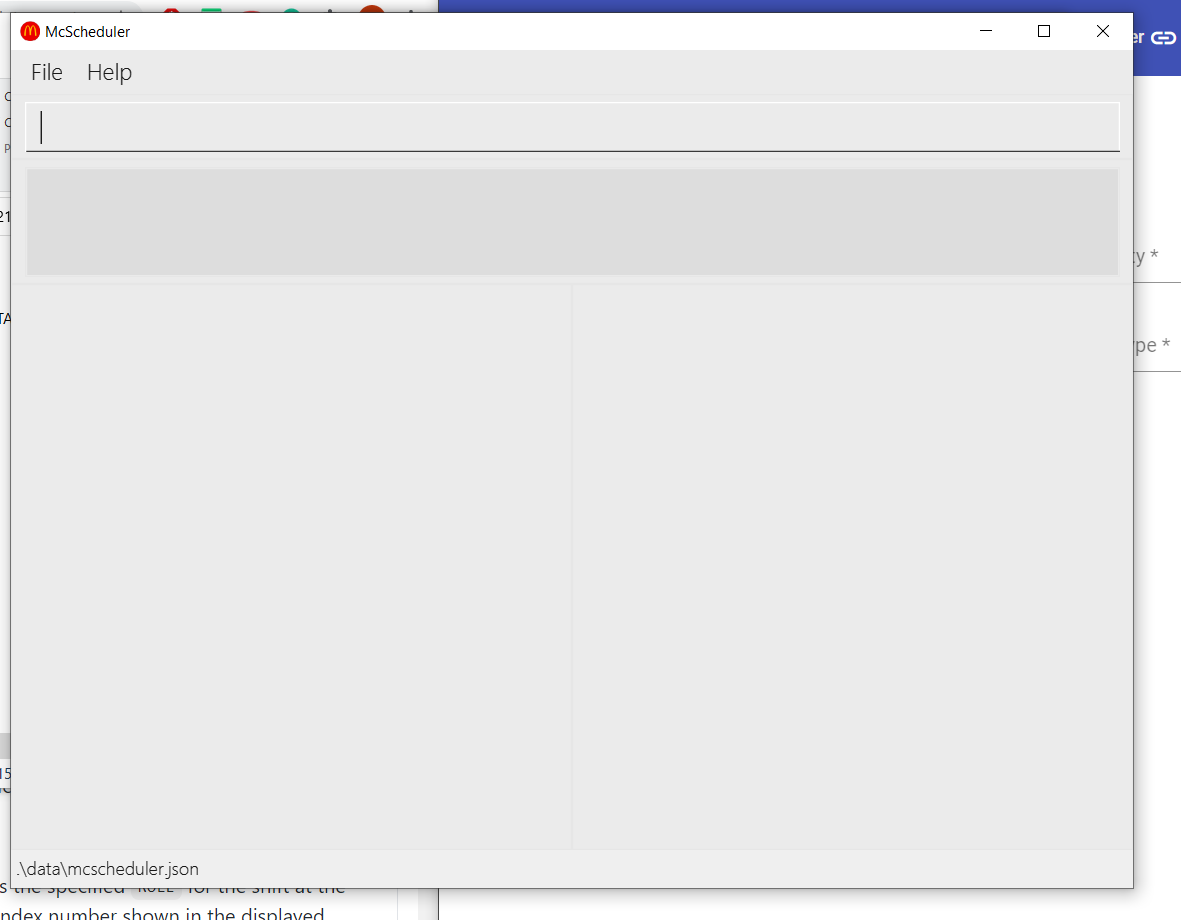 McScheduler
File Help
er
21
y *
TA
pe *
15
.\data\mcscheduler.json
s the specified ROLE for the shift at the
ndex number shown in the displayed